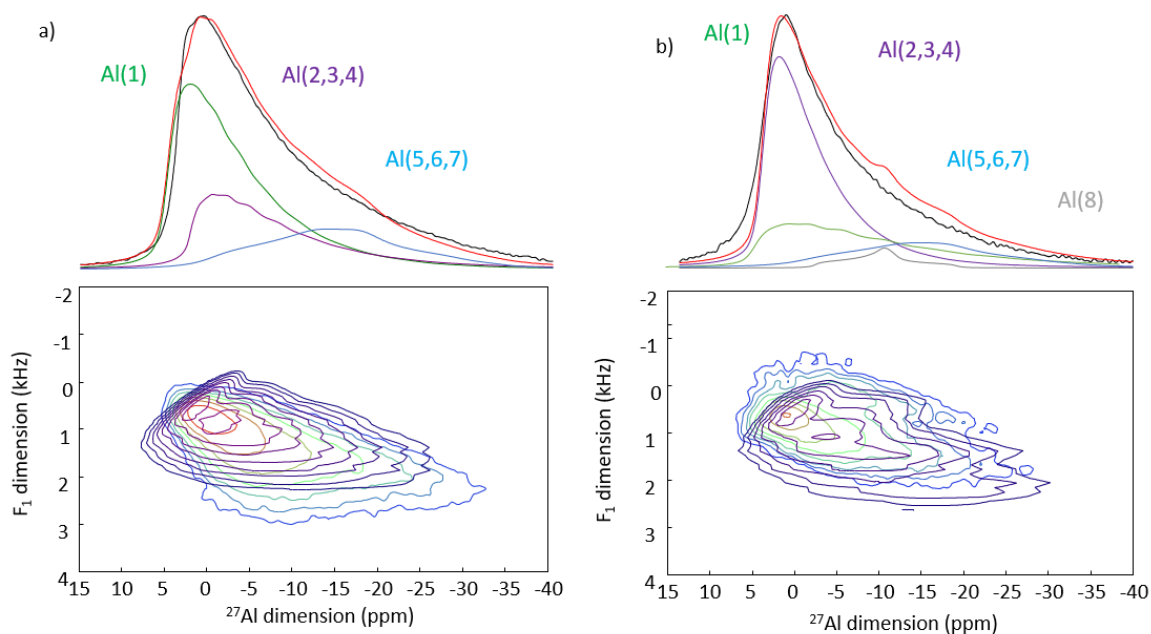 a)
Al(1)
Al(2,3,4)
Al(5,6,7)
-2
-1
0
1
2
3
4
F1 dimension (kHz)
15 10 5 0 -5 -10 -15 -20 -25 -30 -35 -40
27Al dimension (ppm)
b)
Al(1)
Al(2,3,4)
Al(5,6,7)
Al(8)
-2
-1
0
1
2
3
4
F1 dimension (kHz)
15 10 5 0 -5 -10 -15 -20 -25 -30 -35 -40
27Al dimension (ppm)